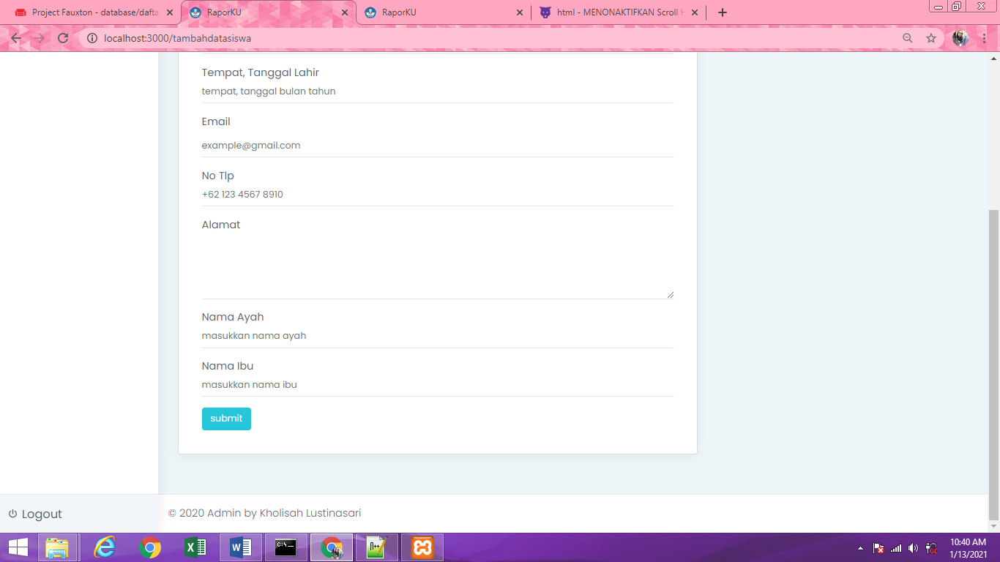 Project Fauxton - database/dafta
RaporKU
RaporKU
html - MENONAKTIFKAN Scroll H
localhost:3000/tambahdatasiswa
Tempat, Tanggal Lahir
tempat, tanggal bulan tahun
Email
example@gmail.com
No Tlp
+62 123 4567 8910
Alamat
Nama Ayah
masukkan nama ayah
Nama Ibu
masukkan nama ibu
submit
Logout
© 2020 Admin by Kholisah Lustinasari
10:40 AM
1/13/2021